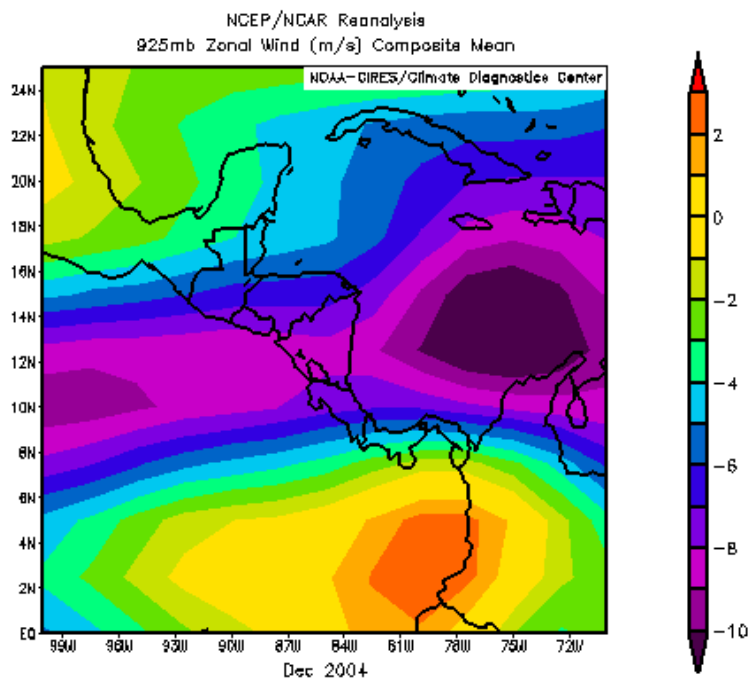 NCEP/NCAR Reanalysis
925mb Zonal Wind (m/s) Composite Mean
NOAA-CIRES/Climate Diagnostics Center
24N
22N
20N
18N
16N
14N
12N
10N
8N
6N
4N
2N
EQ
99W 96W 93W 90W 87W 84W 81W 78W 75W 72W
Dec 2004
2
0
-2
-4
-6
-8
-10